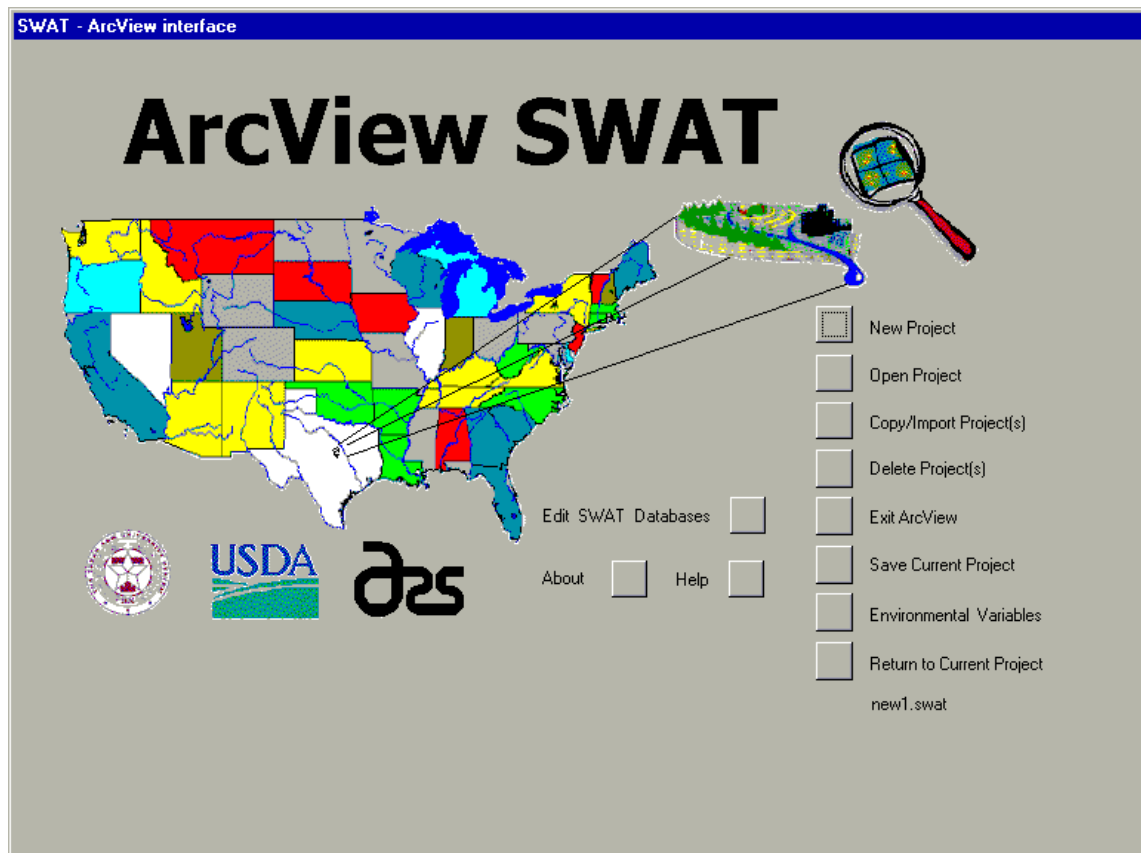 SWAT - ArcView interface
ArcView SWAT
New Project
Open Project
Copy/Import Project(s)
Delete Project(s)
Edit SWAT Databases
Exit ArcView
About
Help
Save Current Project
Environmental Variables
Return to Current Project
new1.swat
USDA
ars